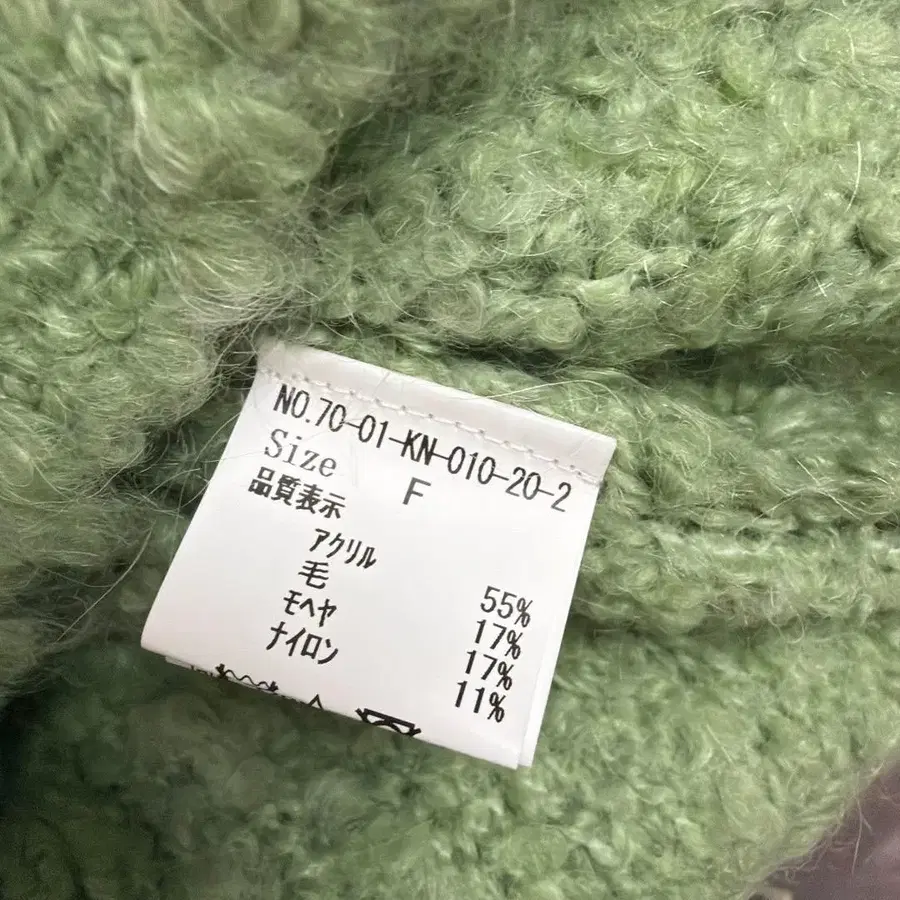 NO.70-01-KN-010-20-2
Size F
品質表示
アクリル 55%
毛 17%
モヘヤ 17%
ナイロン 11%